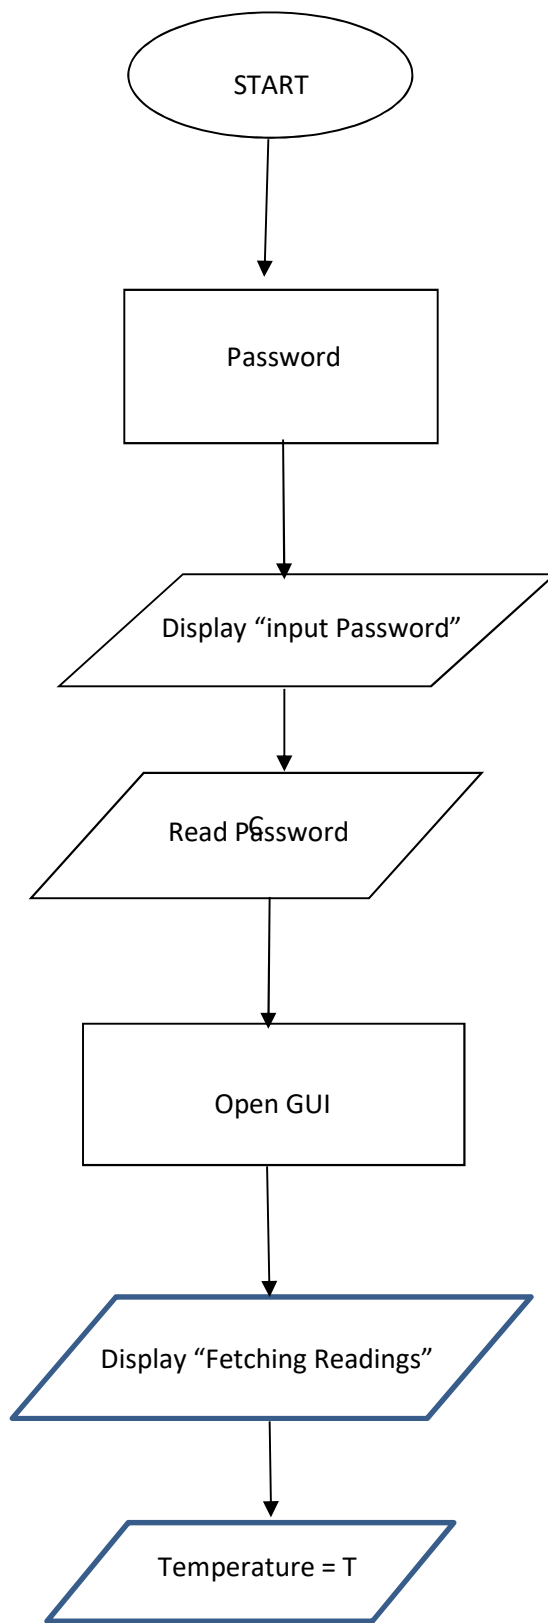 START
Password
Display “input Password”
Read Password
G
Open GUI
Display “Fetching Readings”
Temperature = T